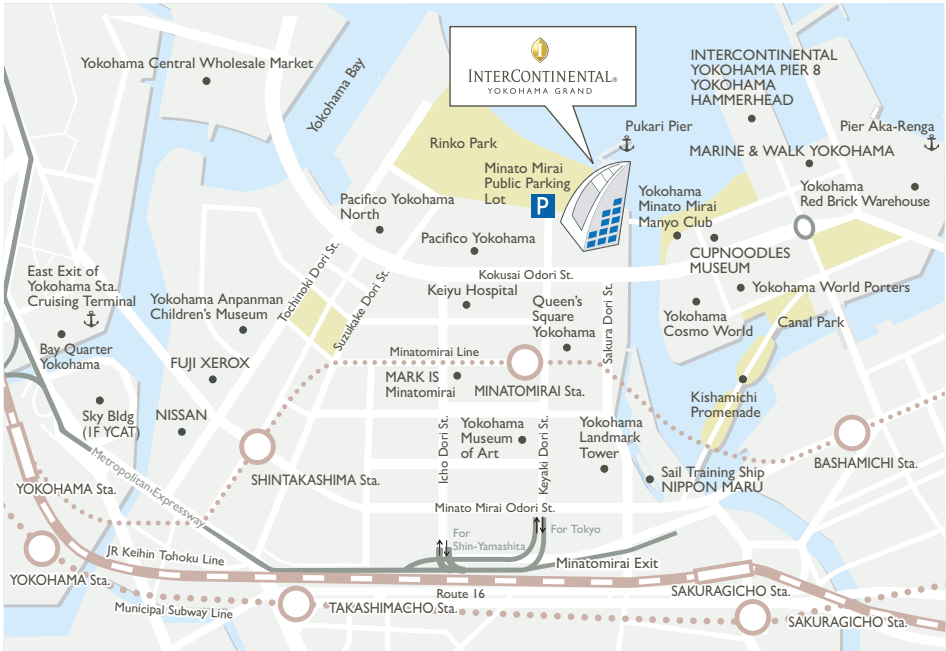 INTERCONTINENTAL®
YOKOHAMA GRAND
Yokohama Central Wholesale Market
Yokohama Bay
INTERCONTINENTAL
YOKOHAMA PIER 8
YOKOHAMA
HAMMERHEAD
Rinko Park
Pukari Pier
Pier Aka-Renga
MARINE & WALK YOKOHAMA
Minato Mirai
Public Parking
Lot
P
Pacifico Yokohama
North
Yokohama
Minato Mirai
Manyo Club
Yokohama
Red Brick Warehouse
Pacifico Yokohama
CUPNOODLES
MUSEUM
Kokusai Odori St.
East Exit of
Yokohama Sta.
Cruising Terminal
Yokohama Anpanman
Children's Museum
Tochinoki Dori St.
Suzukake Dori St.
Keiyu Hospital
Queen's
Square
Yokohama
Sakura Dori St.
Yokohama World Porters
Yokohama
Cosmo World
Canal Park
Bay Quarter
Yokohama
FUJI XEROX
Minatomirai Line
MARK IS
Minatomirai
MINATOMIRAI Sta.
Kishamichi
Promenade
Sky Bldg
(1F YCAT)
NISSAN
Icho Dori St.
Yokohama
Museum
of Art
Keyaki Dori St.
Yokohama
Landmark
Tower
BASHAMICHI Sta.
Metropolitan Expressway
SHINTAKASHIMA Sta.
Sail Training Ship
NIPPON MARU
YOKOHAMA Sta.
Minato Mirai Odori St.
For
Shin-Yamashita
For Tokyo
JR Keihin Tohoku Line
Minatomirai Exit
YOKOHAMA Sta.
Route 16
SAKURAGICHO Sta.
Municipal Subway Line
TAKASHIMACHO Sta.
SAKURAGICHO Sta.